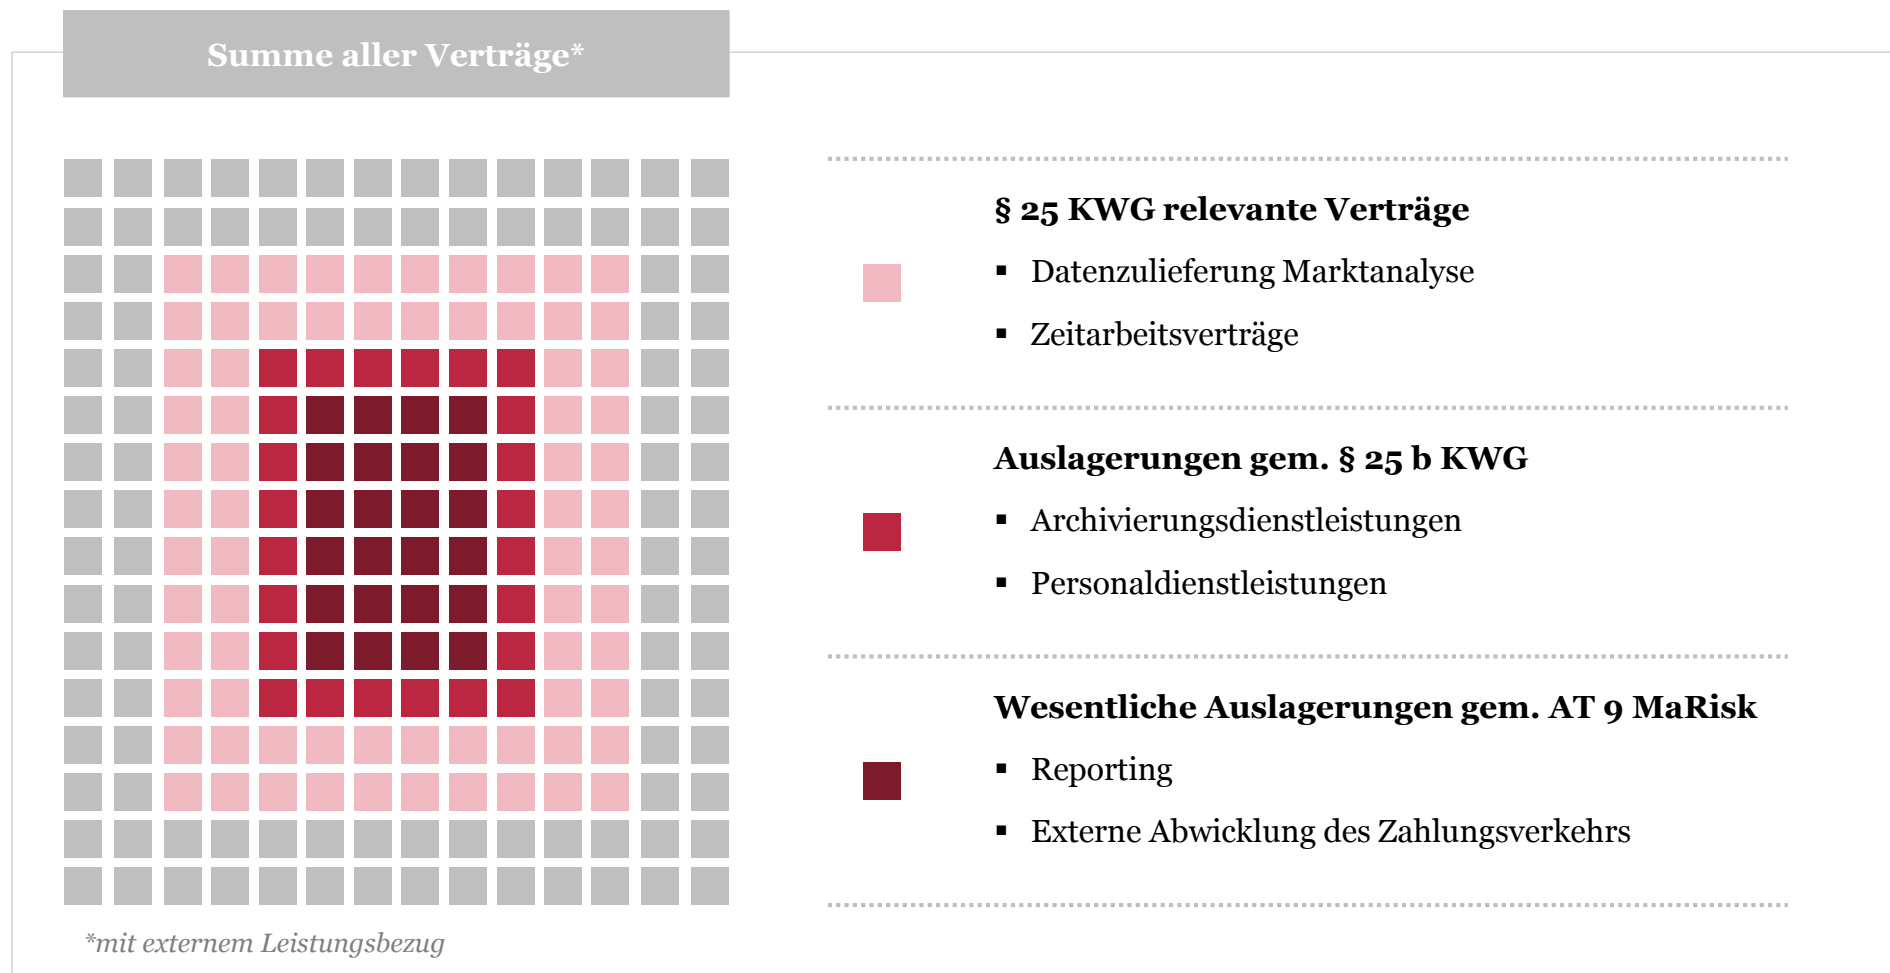 Summe aller Verträge*
§ 25 KWG relevante Verträge
▪ Datenzulieferung Marktanalyse
▪ Zeitarbeitsverträge
Auslagerungen gem. § 25 b KWG
▪ Archivierungsdienstleistungen
▪ Personaldienstleistungen
Wesentliche Auslagerungen gem. AT 9 MaRisk
▪ Reporting
▪ Externe Abwicklung des Zahlungsverkehrs
*mit externem Leistungsbezug